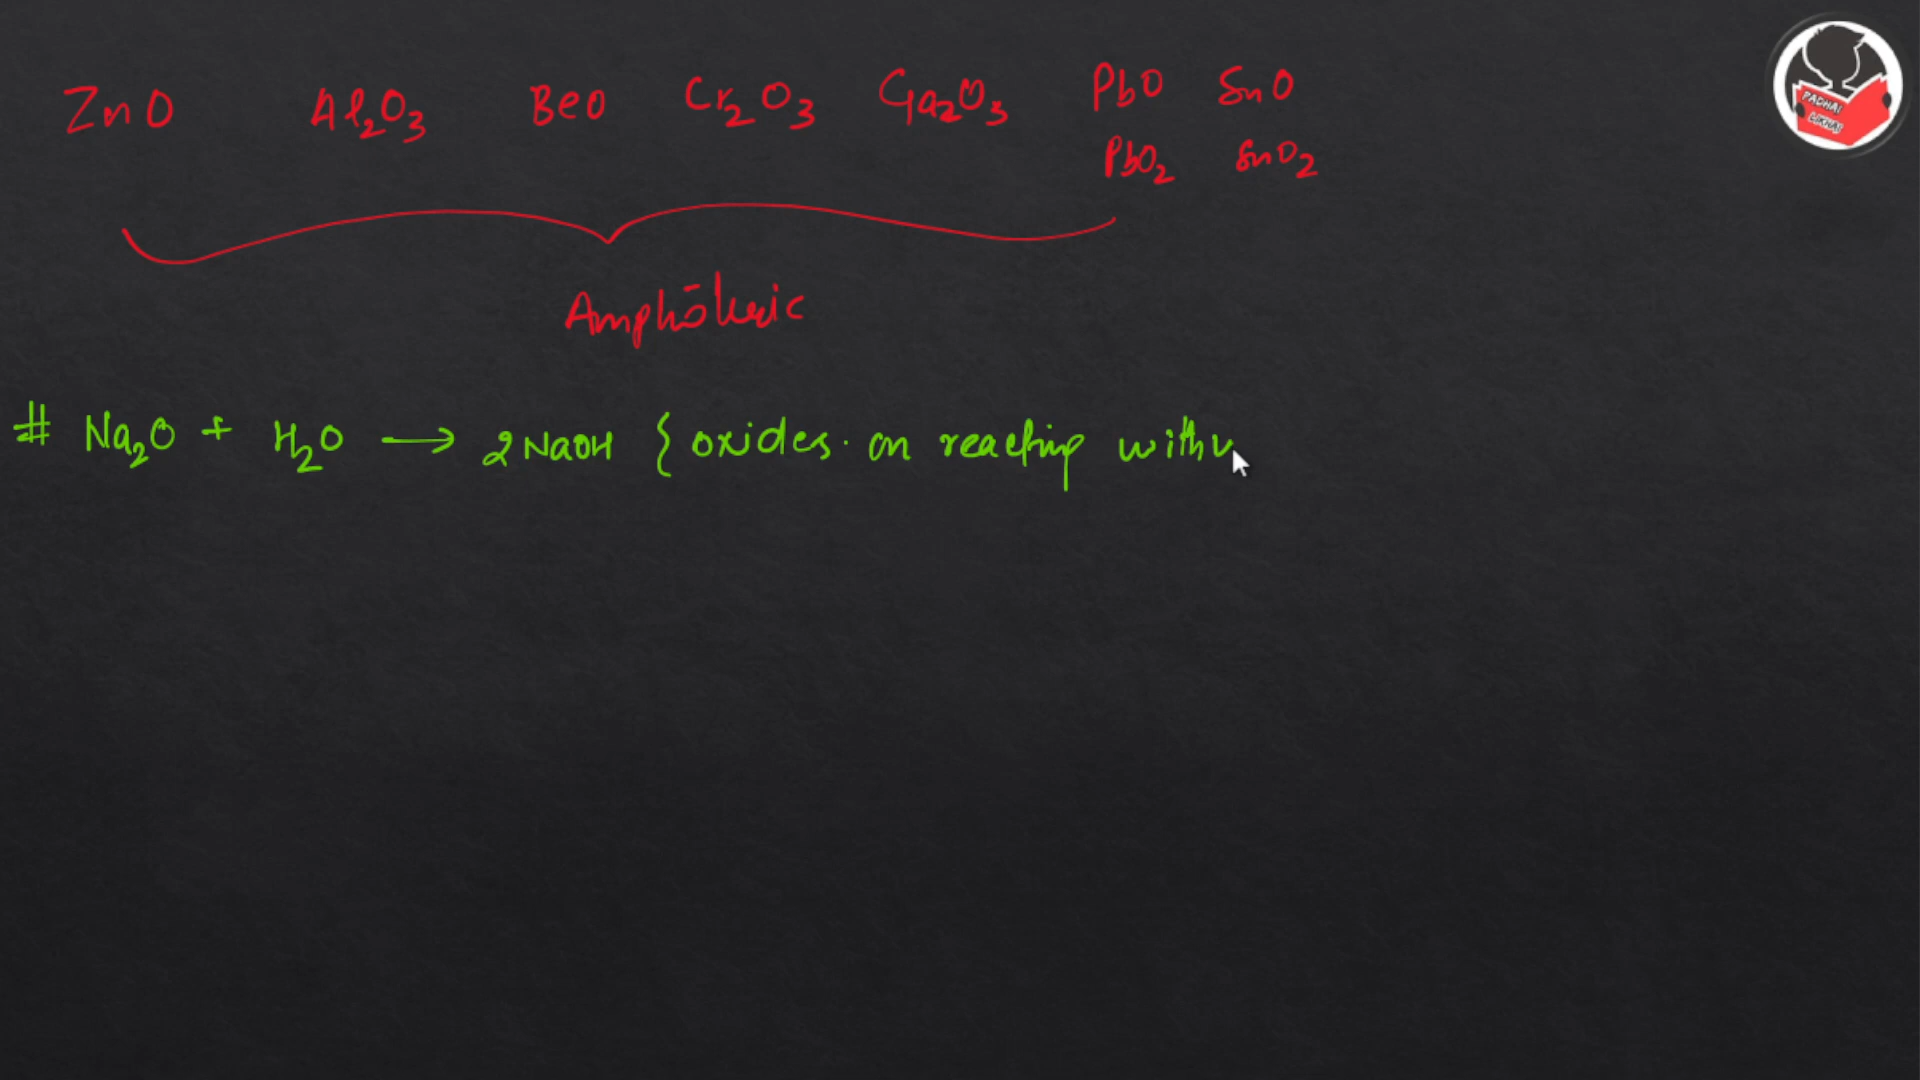 ZnO Al₂O₃ BeO Cr₂O₃ Ga₂O₃ PbO SnO
PbO₂ SnO₂
Amphoteric
# Na₂O + H₂O → 2NaOH { oxides. on reacting with
PADHAI
LIKHAI